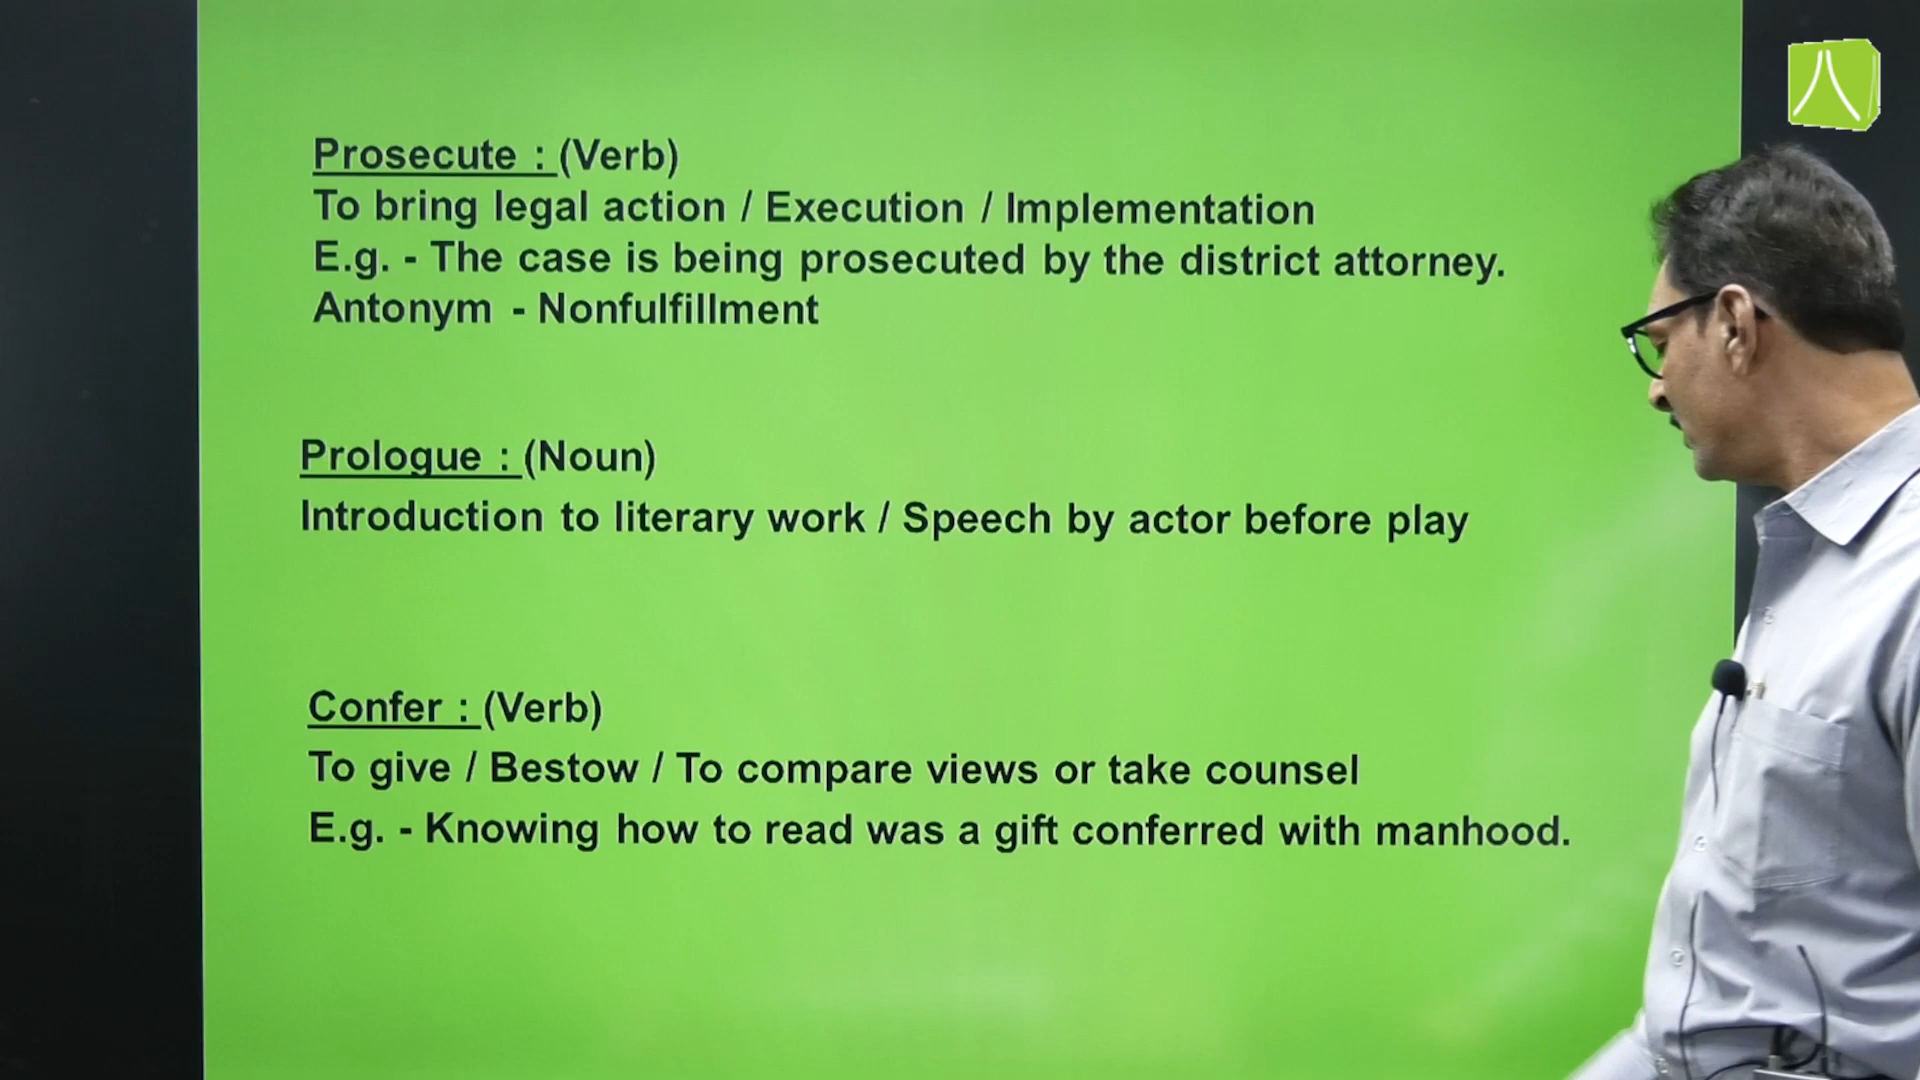 Prosecute : (Verb)
To bring legal action / Execution / Implementation
E.g. - The case is being prosecuted by the district attorney.
Antonym - Nonfulfillment
Prologue : (Noun)
Introduction to literary work / Speech by actor before play
Confer : (Verb)
To give / Bestow / To compare views or take counsel
E.g. - Knowing how to read was a gift conferred with manhood.